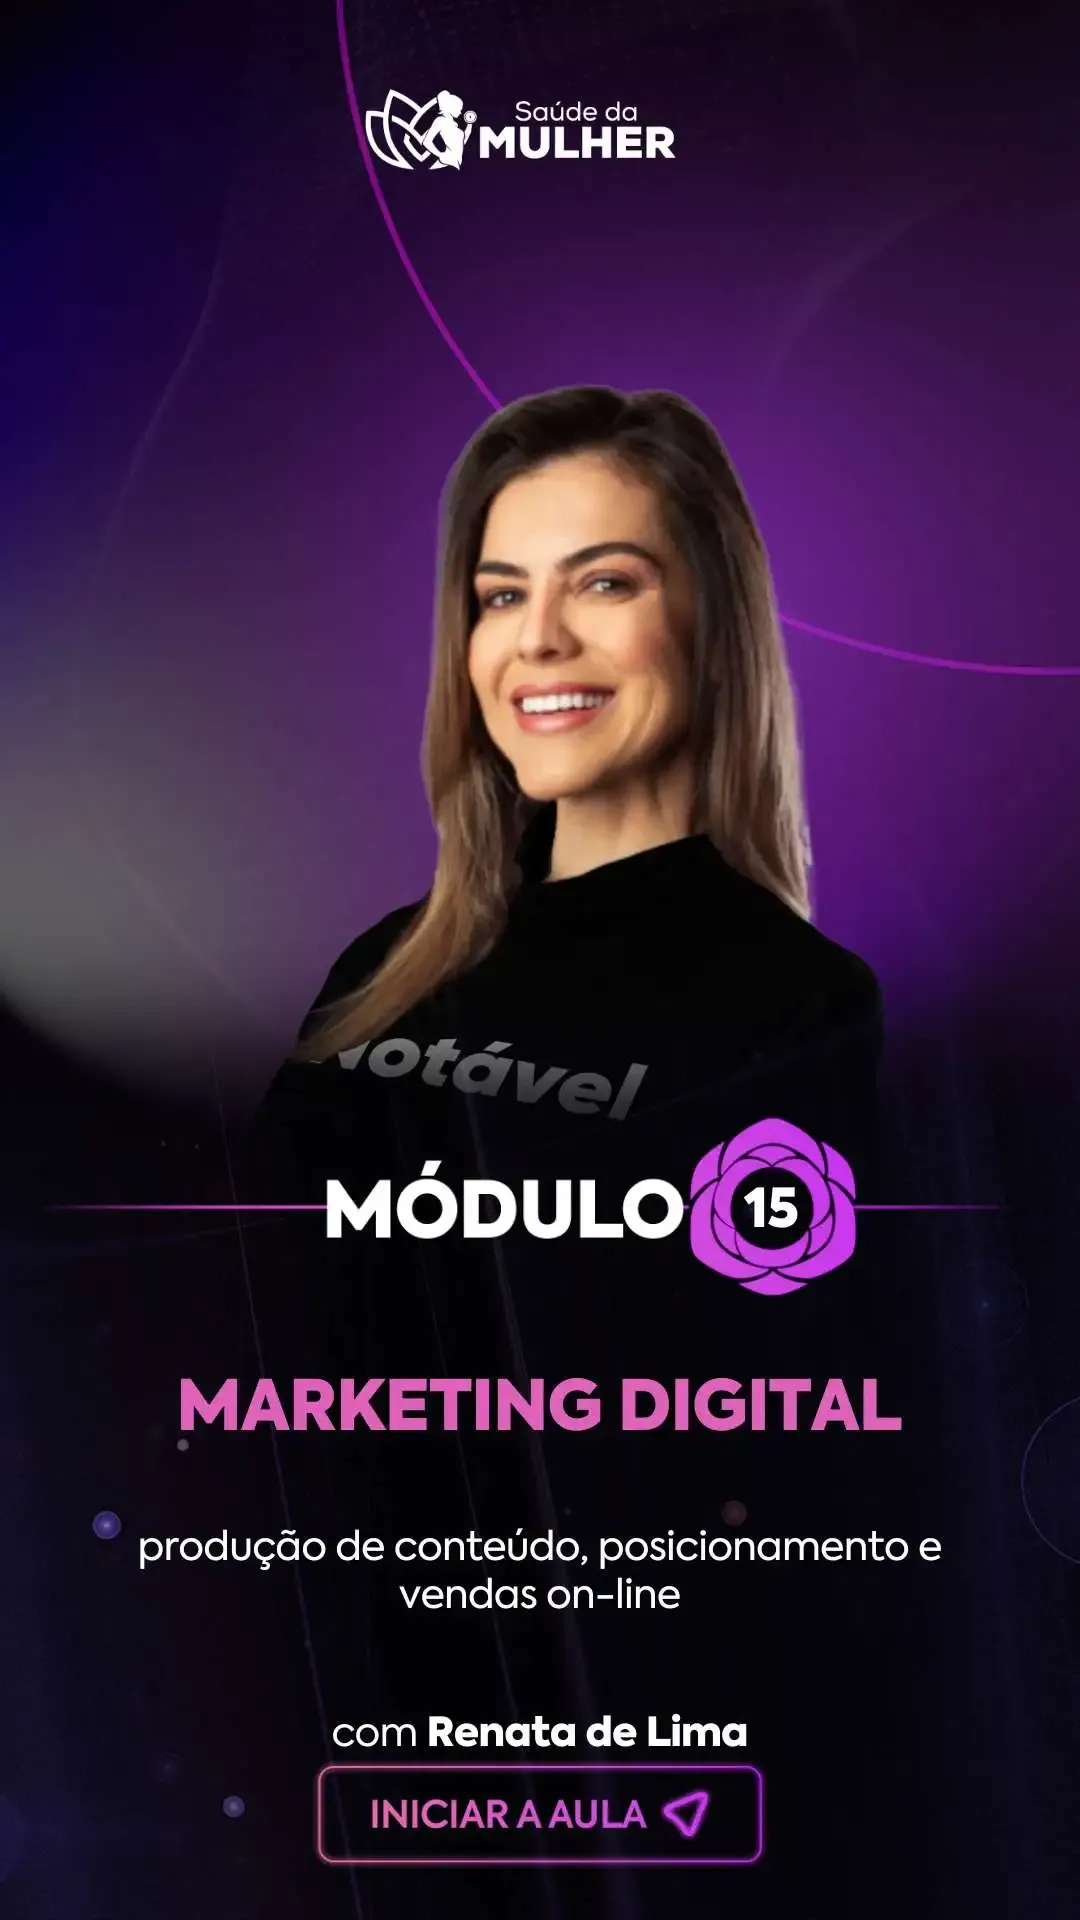 Saúde da
MULHER
Notável
MÓDULO 15
MARKETING DIGITAL
produção de conteúdo, posicionamento e
vendas on-line
com Renata de Lima
INICIAR A AULA